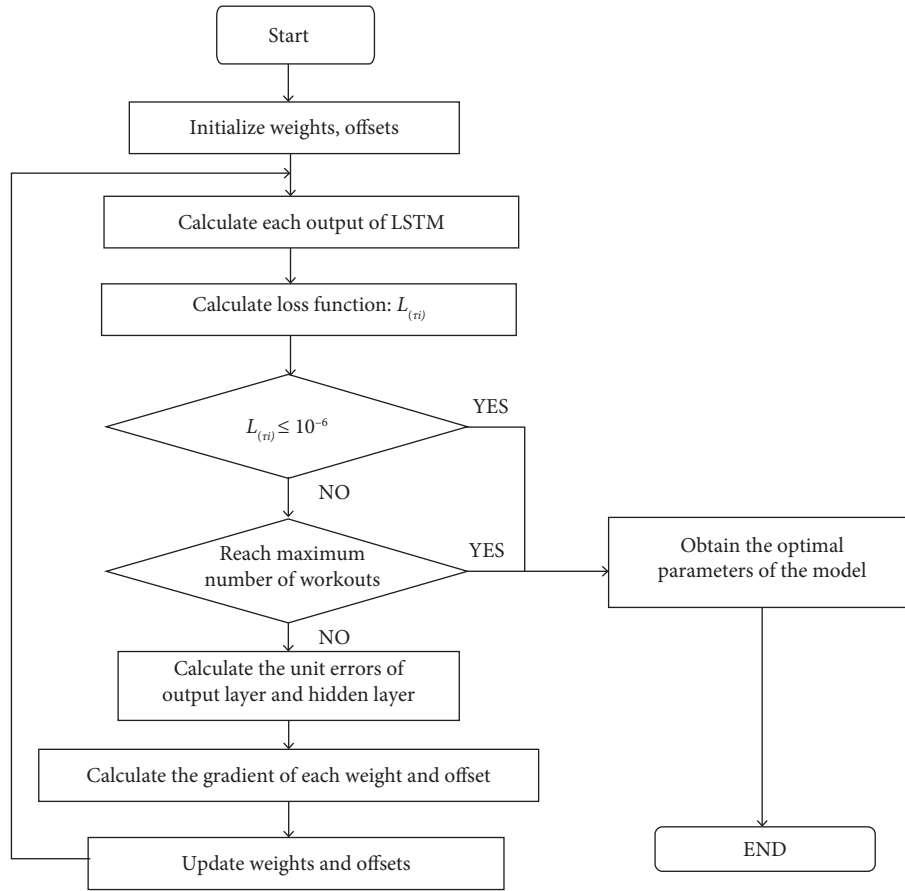 Start
Initialize weights, offsets
Calculate each output of LSTM
Calculate loss function: L(τi)
L(τi) ≤ 10⁻⁶
YES
NO
Reach maximum
number of workouts
YES
Obtain the optimal
parameters of the model
NO
Calculate the unit errors of
output layer and hidden layer
Calculate the gradient of each weight and offset
Update weights and offsets
END